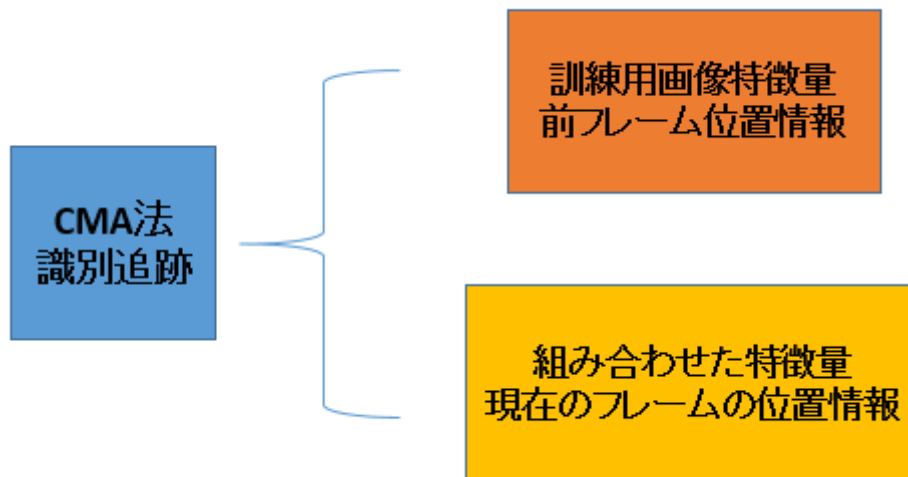 CMA法
識別追跡
訓練用画像特徴量
前フレーム位置情報
組み合わせた特徴量
現在のフレームの位置情報